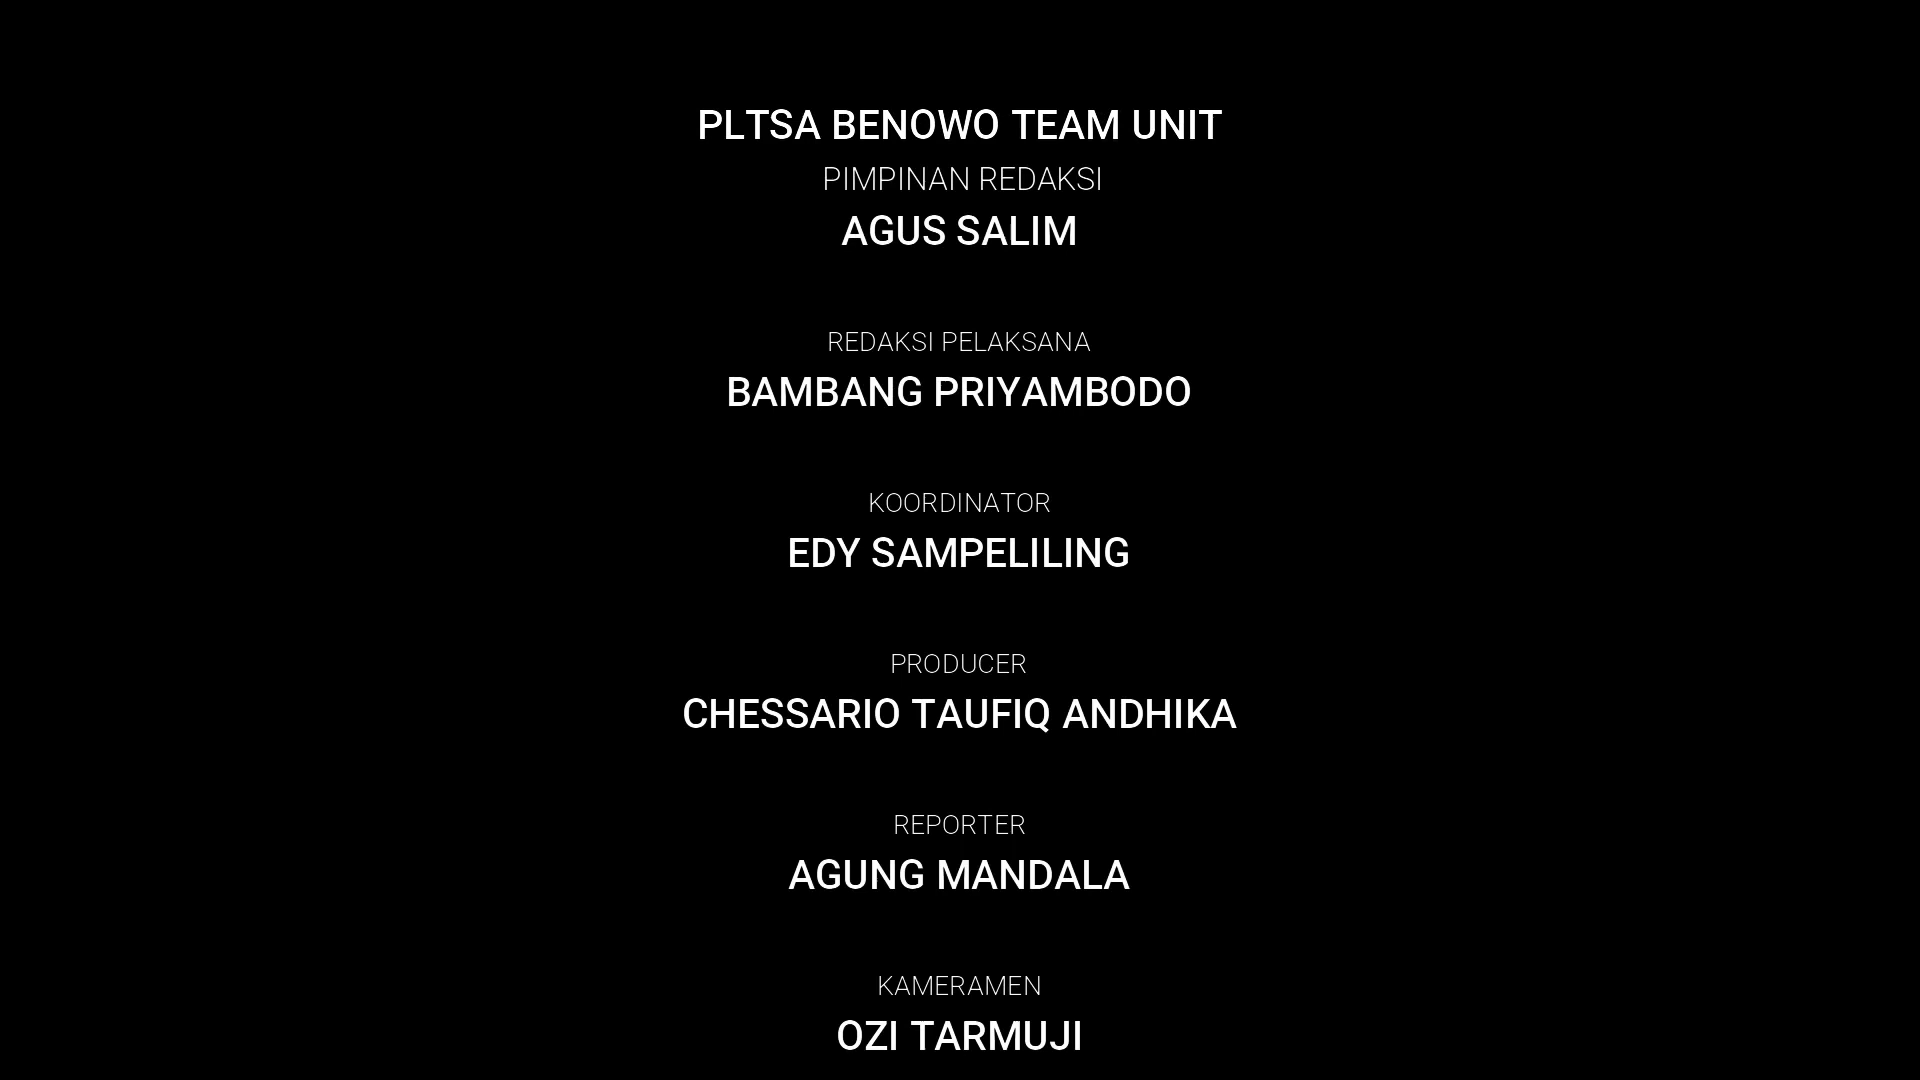 PLTSA BENOWO TEAM UNIT
PIMPINAN REDAKSI
AGUS SALIM
REDAKSI PELAKSANA
BAMBANG PRIYAMBODO
KOORDINATOR
EDY SAMPELILING
PRODUCER
CHESSARIO TAUFIQ ANDHIKA
REPORTER
AGUNG MANDALA
KAMERAMEN
OZI TARMUJI